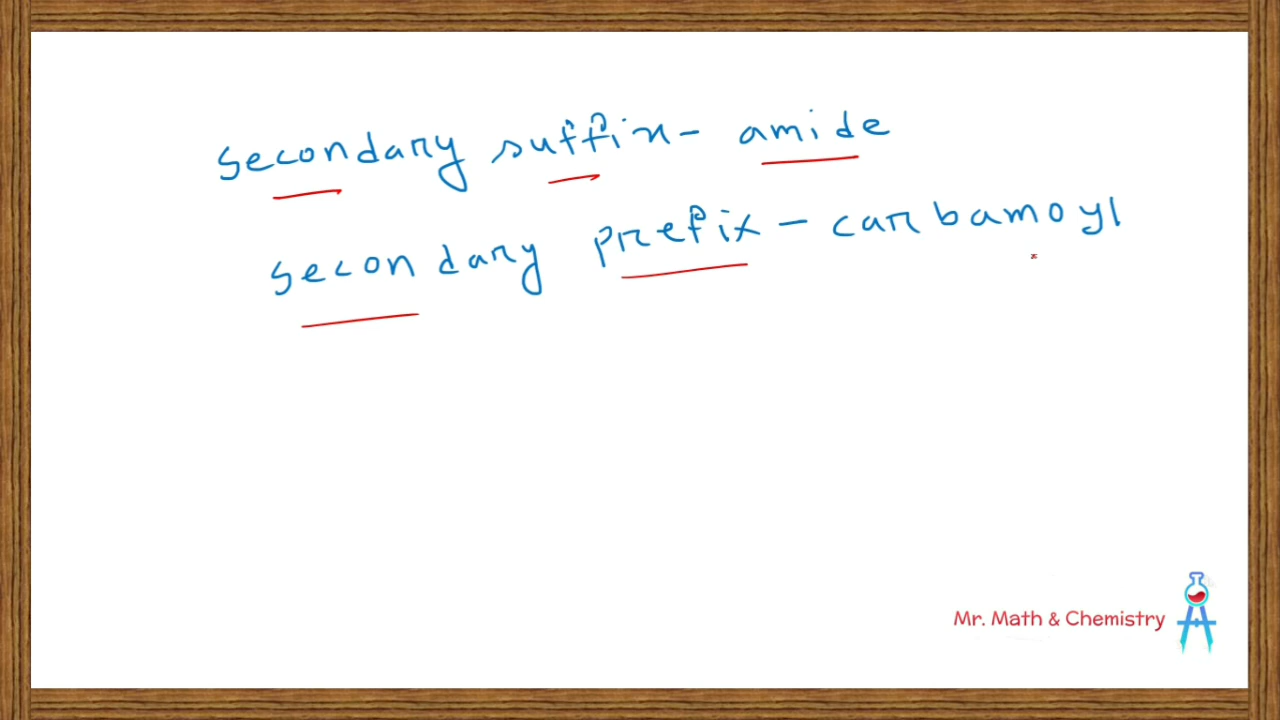 secondary suffix- amide
secondary prefix - carbamoyl
Mr. Math & Chemistry